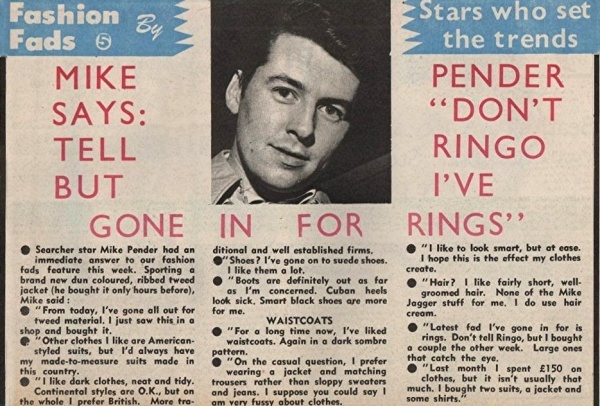 Fashion
Fads 5 By
Stars who set
the trends
MIKE
SAYS:
TELL
BUT
PENDER
"DON'T
RINGO
I'VE
GONE IN FOR RINGS"
● Searcher star Mike Pender had an
immediate answer to our fashion
fads feature this week. Sporting a
brand new dun coloured, ribbed tweed
jacket (he bought it only hours before),
Mike said :
● "From today, I've gone all out for
tweed material. I just saw this in a
shop and bought it.
● "Other clothes I like are American-
styled suits, but I'd always have
my made-to-measure suits made in
this country.
● "I like dark clothes, neat and tidy.
Continental styles are O.K., but on
the whole I prefer British. More tra-
ditional and well established firms.
● "Shoes? I've gone on to suede shoes.
I like them a lot.
● "Boots are definitely out as far
as I'm concerned. Cuban heels
look sick. Smart black shoes are more
for me.
WAISTCOATS
● "For a long time now, I've liked
waistcoats. Again in a dark sombre
pattern.
● "On the casual question, I prefer
wearing a jacket and matching
trousers rather than sloppy sweaters
and jeans. I suppose you could say I
am very fussy about clothes.
● "I like to look smart, but at ease.
I hope this is the effect my clothes
create.
● "Hair? I like fairly short, well-
groomed hair. None of the Mike
Jagger stuff for me. I do use hair
cream.
● "Latest fad I've gone in for is
rings. Don't tell Ringo, but I bought
a couple the other week. Large ones
that catch the eye.
● "Last month I spent £150 on
clothes, but it isn't usually that
much. I bought two suits, a jacket and
some shirts."